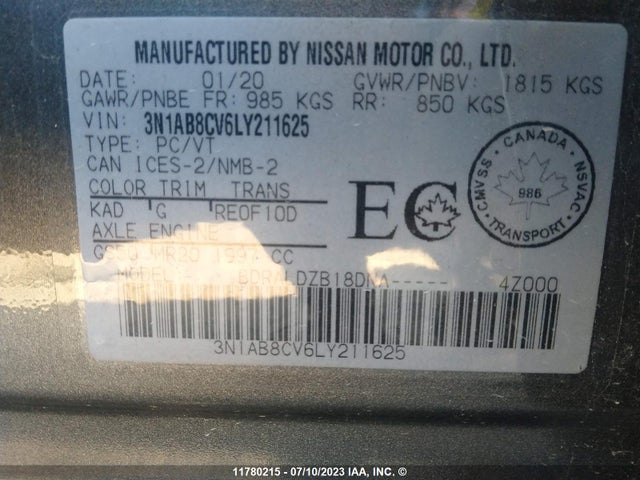 MANUFACTURED BY NISSAN MOTOR CO., LTD.
DATE: 01/20 GVWR/PNBV: 1815 KGS
GAWR/PNBE FR: 985 KGS RR: 850 KGS
VIN: 3N1AB8CV6LY211625
TYPE: PC/VT
CAN ICES-2/NMB-2
COLOR TRIM TRANS
KAD G RE0F10D
AXLE ENGINE
MR20 1997 CC
MODEL: 4Z000
EC
CMVSS · CANADA · NSVAC
986
TRANSPORT
3N1AB8CV6LY211625
11780215 - 07/10/2023 IAA, INC. ©